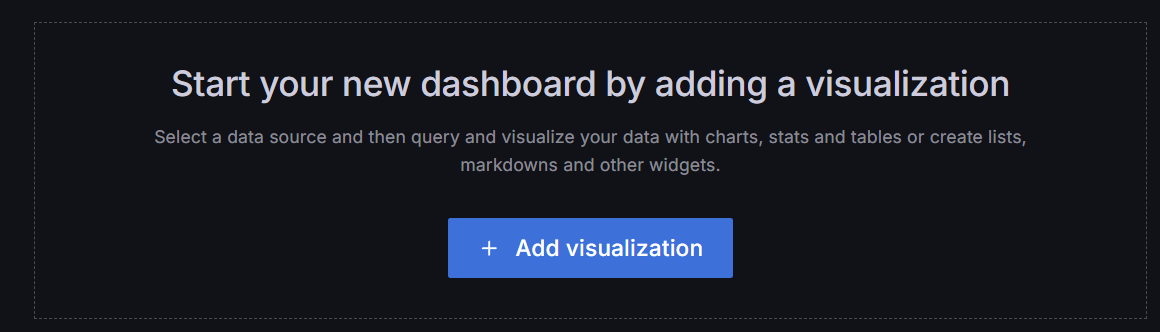 Start your new dashboard by adding a visualization
Select a data source and then query and visualize your data with charts, stats and tables or create lists,
markdowns and other widgets.
+ Add visualization